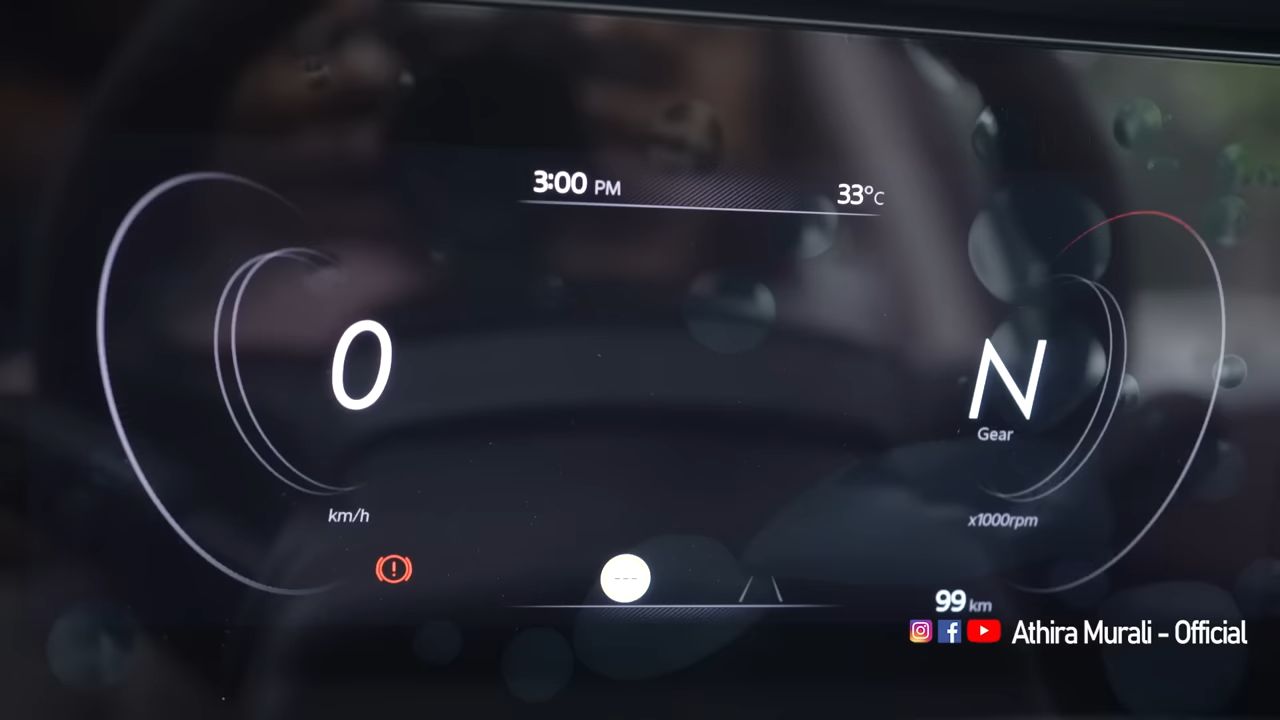 3:00 PM
33°C
0
N
Gear
km/h
x1000rpm
---
99 km
Athira Murali - Official